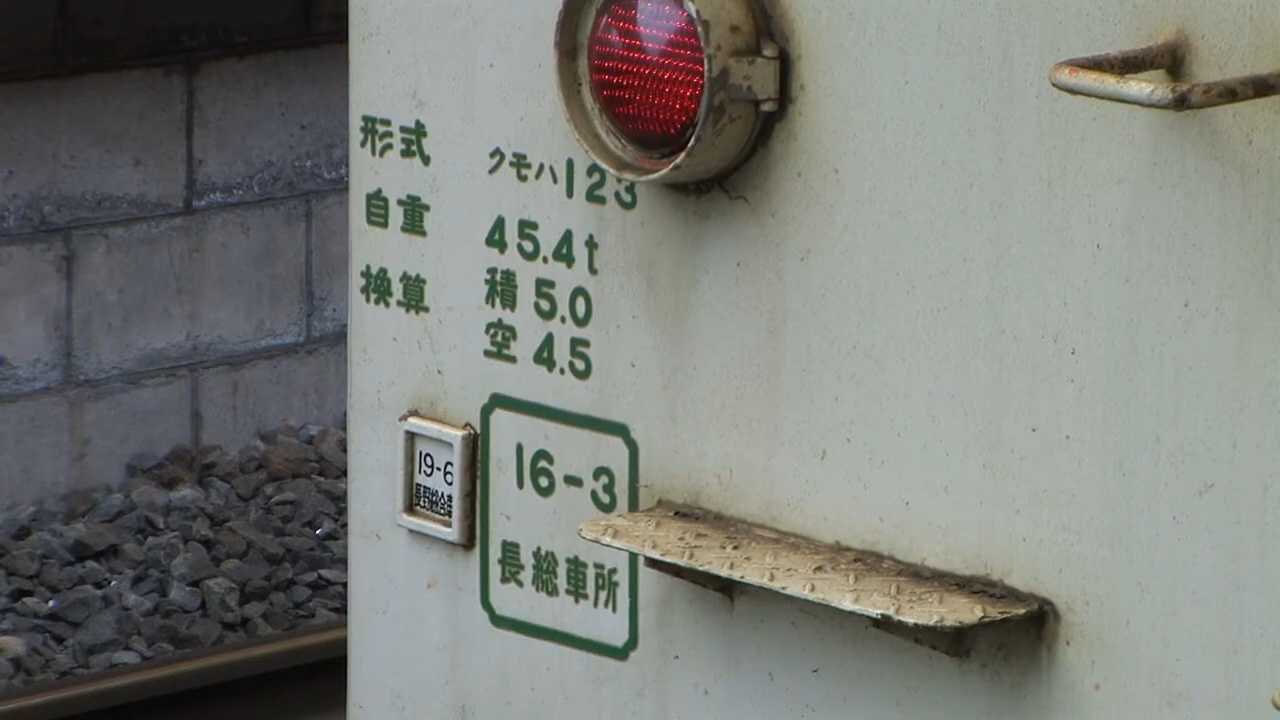 形式 クモハ123
自重 45.4t
換算 積 5.0
空 4.5
19-6
長野総合車
16-3
長総車所